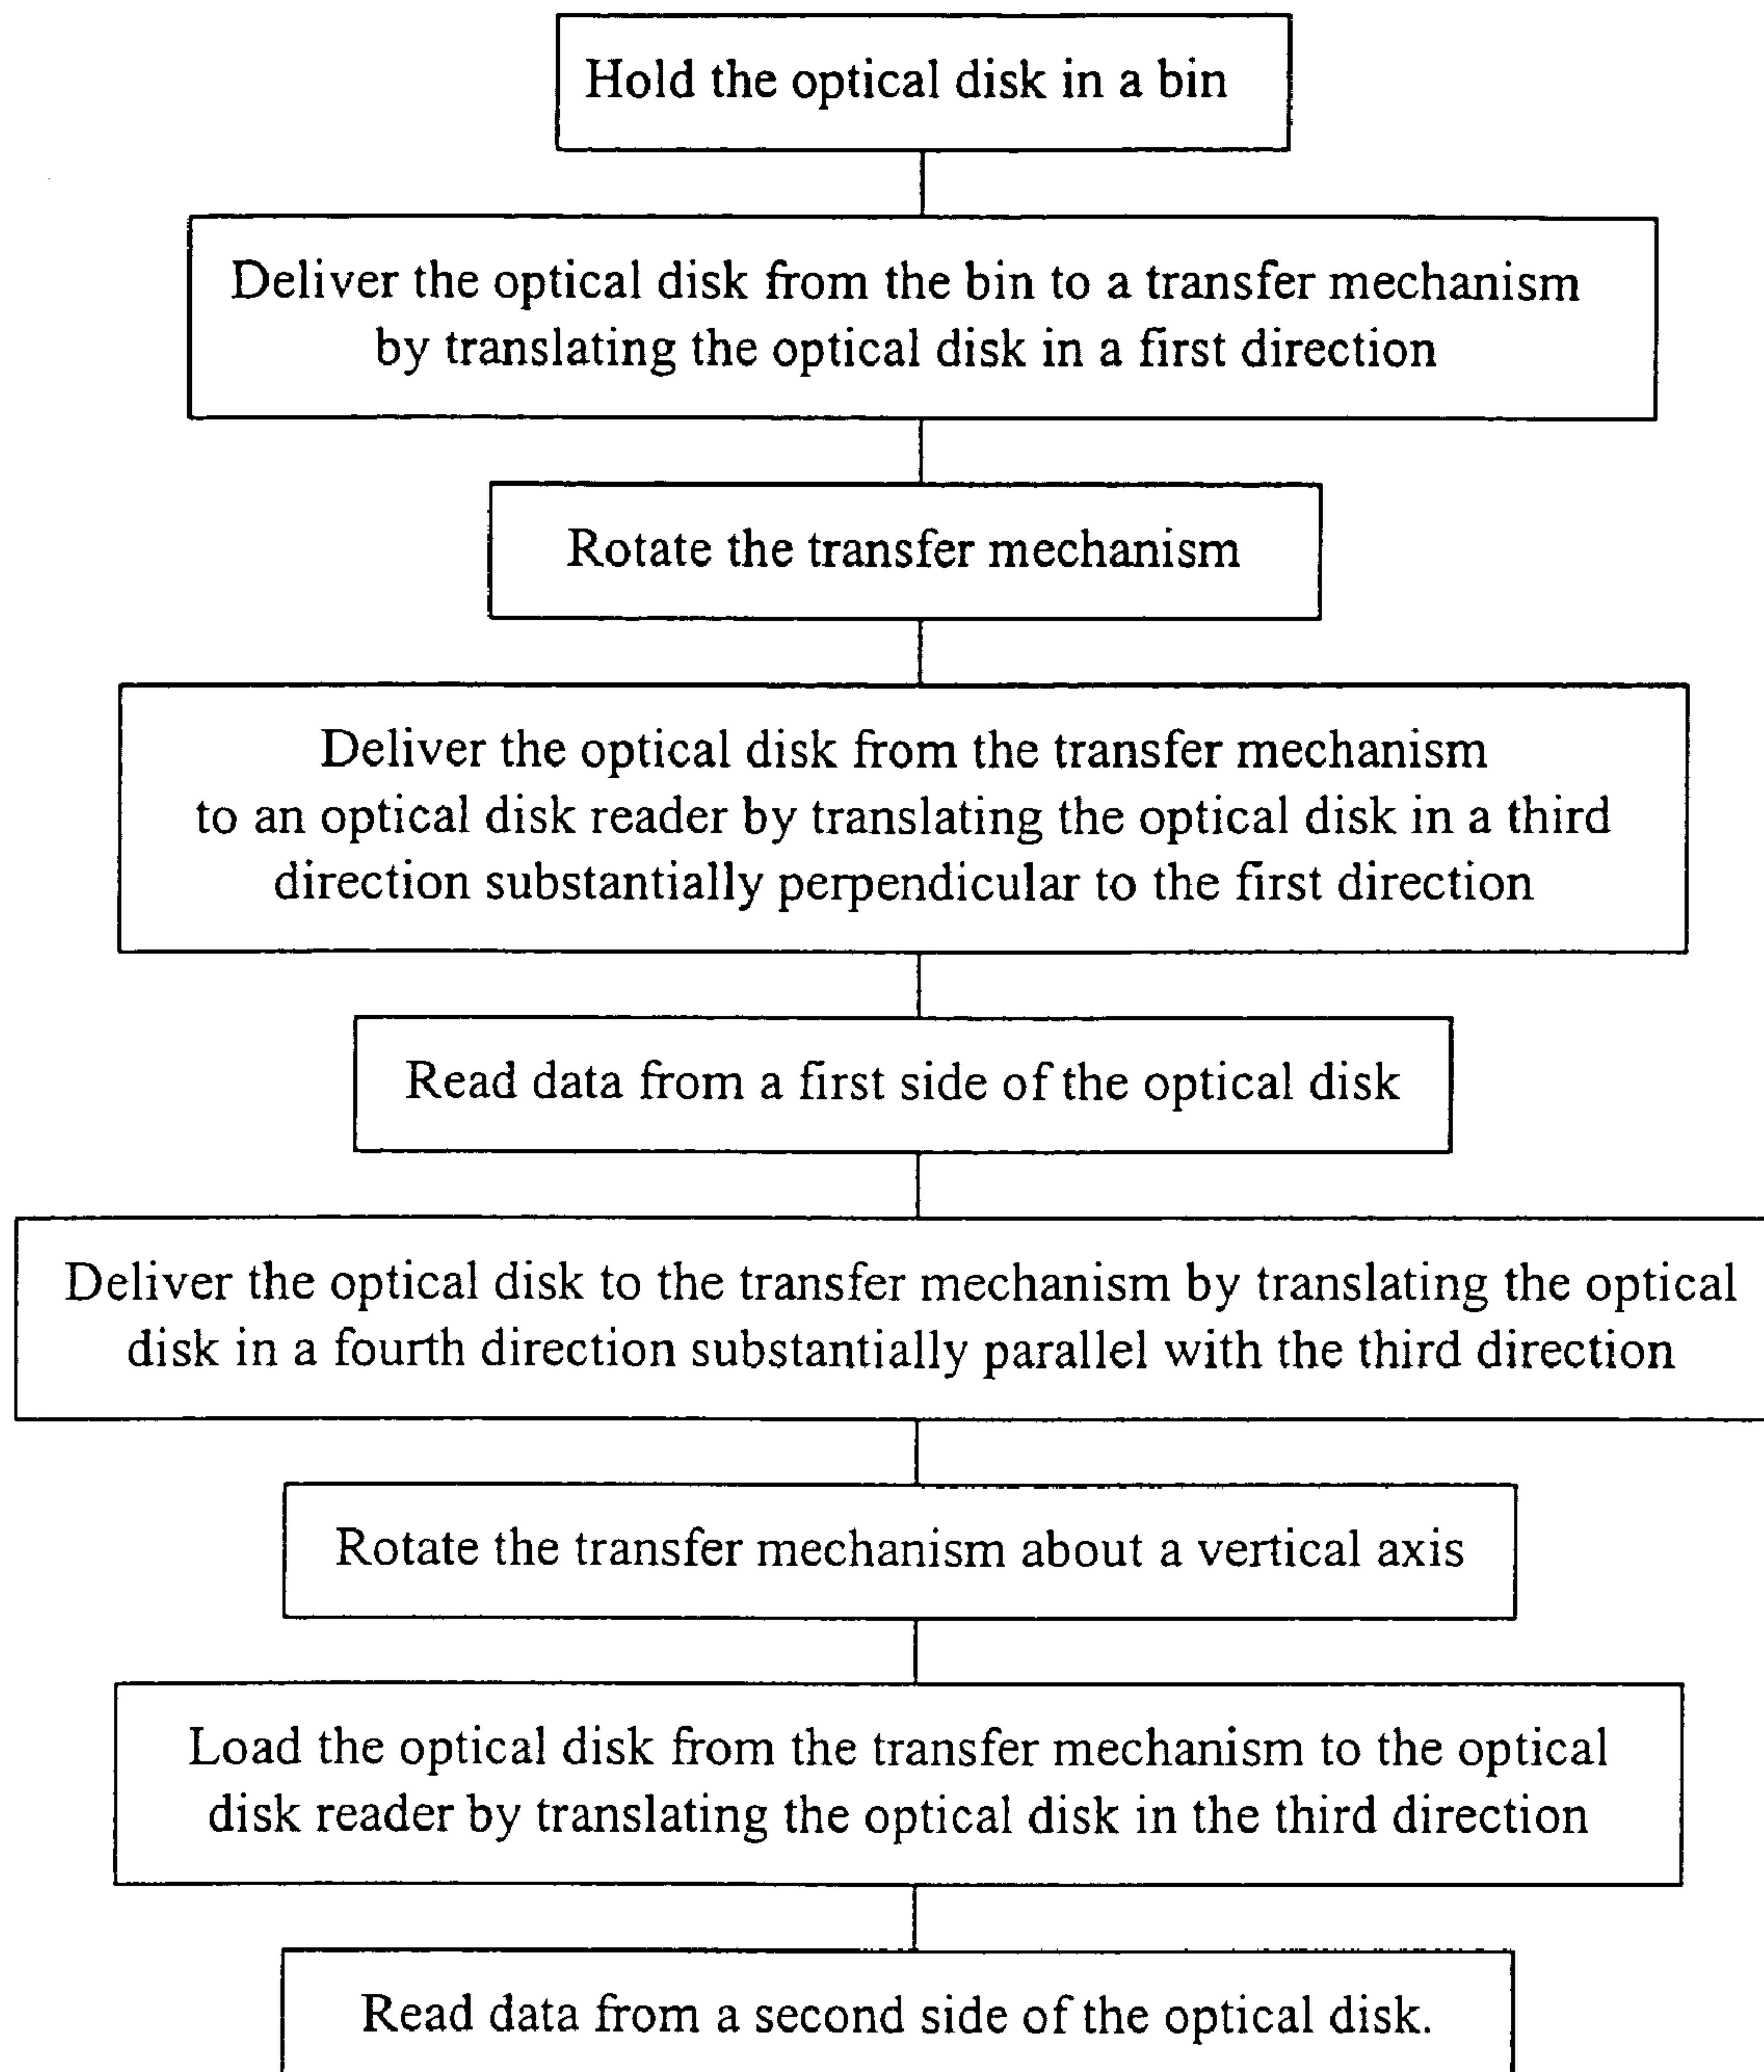 Hold the optical disk in a bin
Deliver the optical disk from the bin to a transfer mechanism
by translating the optical disk in a first direction
Rotate the transfer mechanism
Deliver the optical disk from the transfer mechanism
to an optical disk reader by translating the optical disk in a third
direction substantially perpendicular to the first direction
Read data from a first side of the optical disk
Deliver the optical disk to the transfer mechanism by translating the optical
disk in a fourth direction substantially parallel with the third direction
Rotate the transfer mechanism about a vertical axis
Load the optical disk from the transfer mechanism to the optical
disk reader by translating the optical disk in the third direction
Read data from a second side of the optical disk.